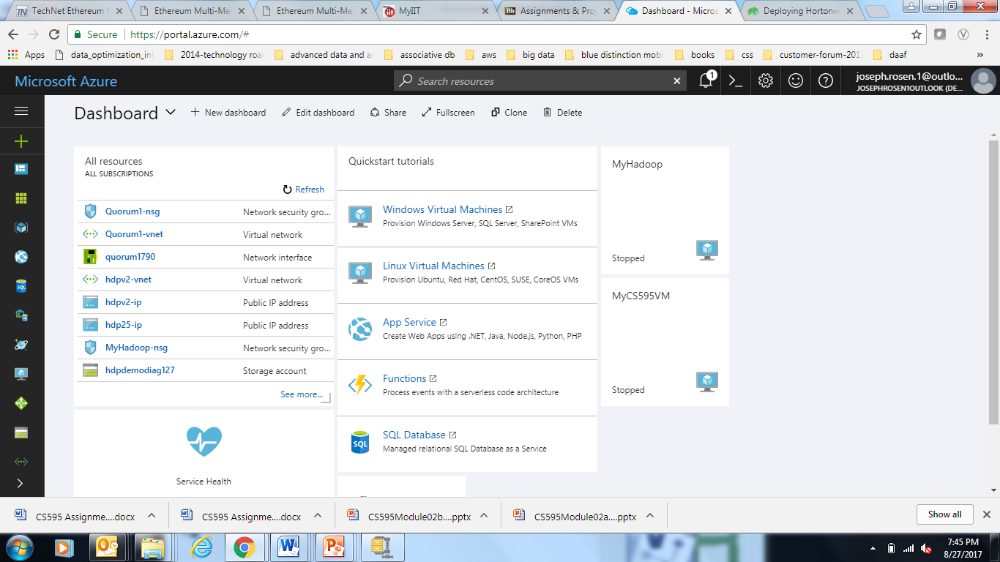 TechNet Ethereum M
Ethereum Multi-Me
Ethereum Multi-Me
MyIIT
Bb Assignments & Proj
Dashboard - Micros
Deploying Hortonw
Secure https://portal.azure.com/#
Apps data_optimization_inf 2014-technology roa advanced data and a associative db aws big data blue distinction mobi books css customer-forum-201 daaf »
Microsoft Azure
Search resources
1
joseph.rosen.1@outlo...
JOSEPHROSEN1OUTLOOK (DE...
Dashboard
New dashboard Edit dashboard Share Fullscreen Clone Delete
All resources
ALL SUBSCRIPTIONS
Refresh
Quorum1-nsg Network security gro...
Quorum1-vnet Virtual network
quorum1790 Network interface
hdpv2-vnet Virtual network
hdpv2-ip Public IP address
hdp25-ip Public IP address
MyHadoop-nsg Network security gro...
hdpdemodiag127 Storage account
See more...
Service Health
Quickstart tutorials
Windows Virtual Machines
Provision Windows Server, SQL Server, SharePoint VMs
Linux Virtual Machines
Provision Ubuntu, Red Hat, CentOS, SUSE, CoreOS VMs
App Service
Create Web Apps using .NET, Java, Node.js, Python, PHP
Functions
Process events with a serverless code architecture
SQL
SQL Database
Managed relational SQL Database as a Service
MyHadoop
Stopped
MyCS595VM
Stopped
CS595 Assignme....docx
CS595 Assignme....docx
CS595Module02b....pptx
CS595Module02a....pptx
Show all
7:45 PM
8/27/2017